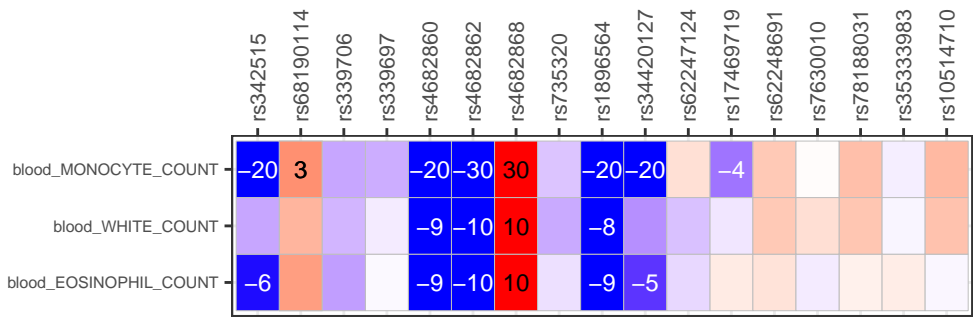 rs342515 rs68190114 rs339706 rs339697 rs4682860 rs4682862 rs4682868 rs735320 rs1896564 rs34420127 rs62247124 rs17469719 rs62248691 rs7630010 rs78188031 rs35333983 rs10514710
blood_MONOCYTE_COUNT −20 3 −20 −30 30 −20 −20 −4
blood_WHITE_COUNT −9 −10 10 −8
blood_EOSINOPHIL_COUNT −6 −9 −10 10 −9 −5